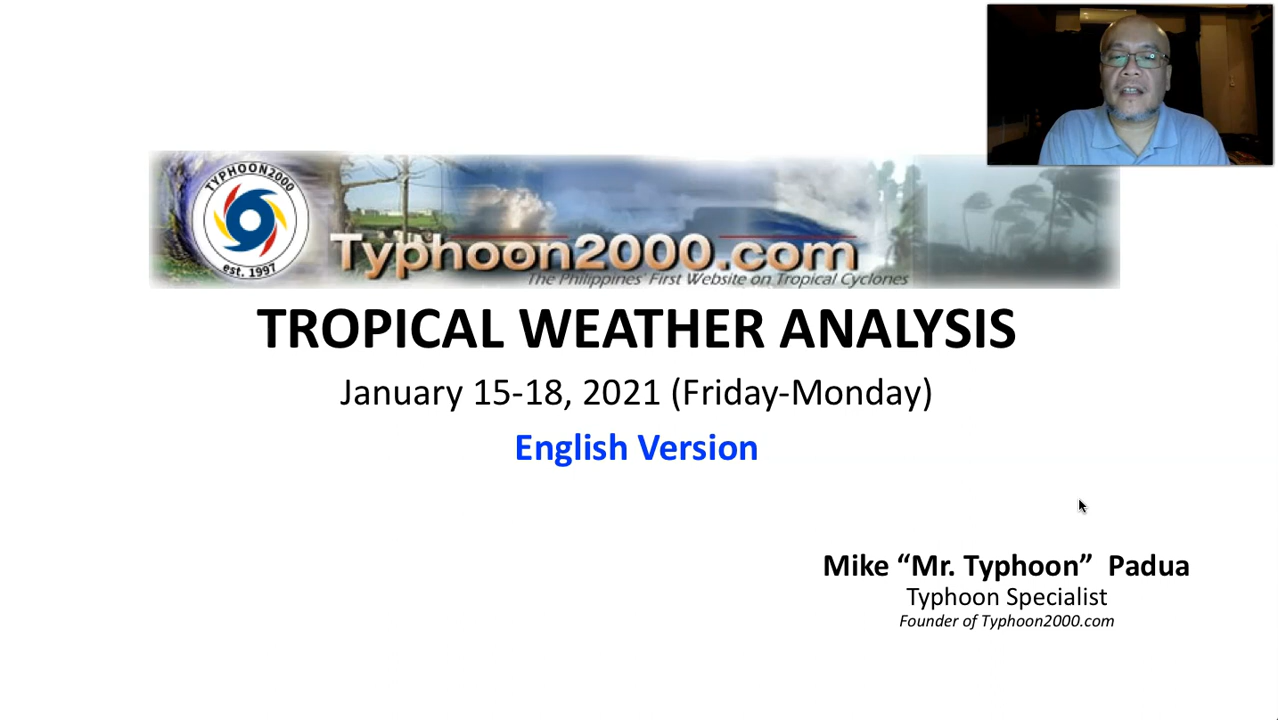 TYPHOON2000
est. 1997
Typhoon2000.com
The Philippines' First Website on Tropical Cyclones
TROPICAL WEATHER ANALYSIS
January 15-18, 2021 (Friday-Monday)
English Version
Mike “Mr. Typhoon” Padua
Typhoon Specialist
Founder of Typhoon2000.com